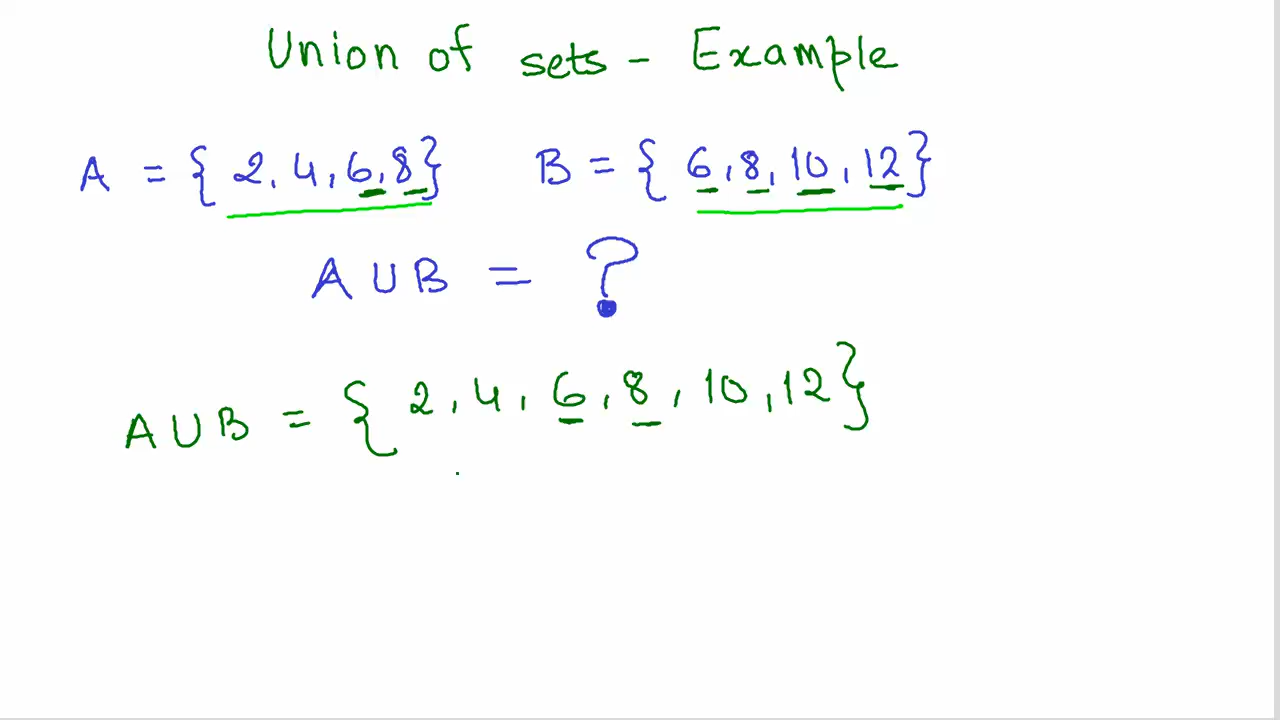 Union of sets - Example
A = { 2, 4, 6, 8} B = { 6, 8, 10, 12}
A ∪ B = ?
A ∪ B = { 2, 4, 6, 8, 10, 12}